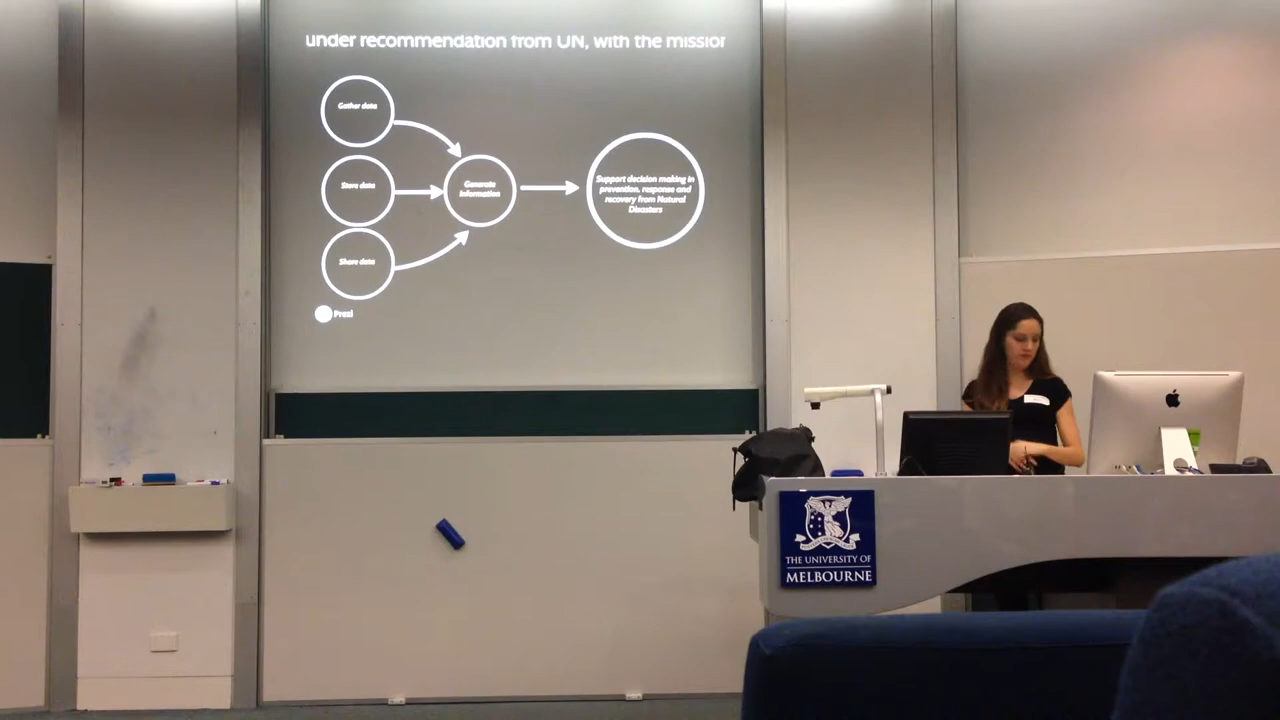 under recommendation from UN, with the mission
Gather data
Store data
Generate
Information
Support decision making in
prevention, response and
recovery from Natural
Disasters
Share data
Prezi
THE UNIVERSITY OF
MELBOURNE